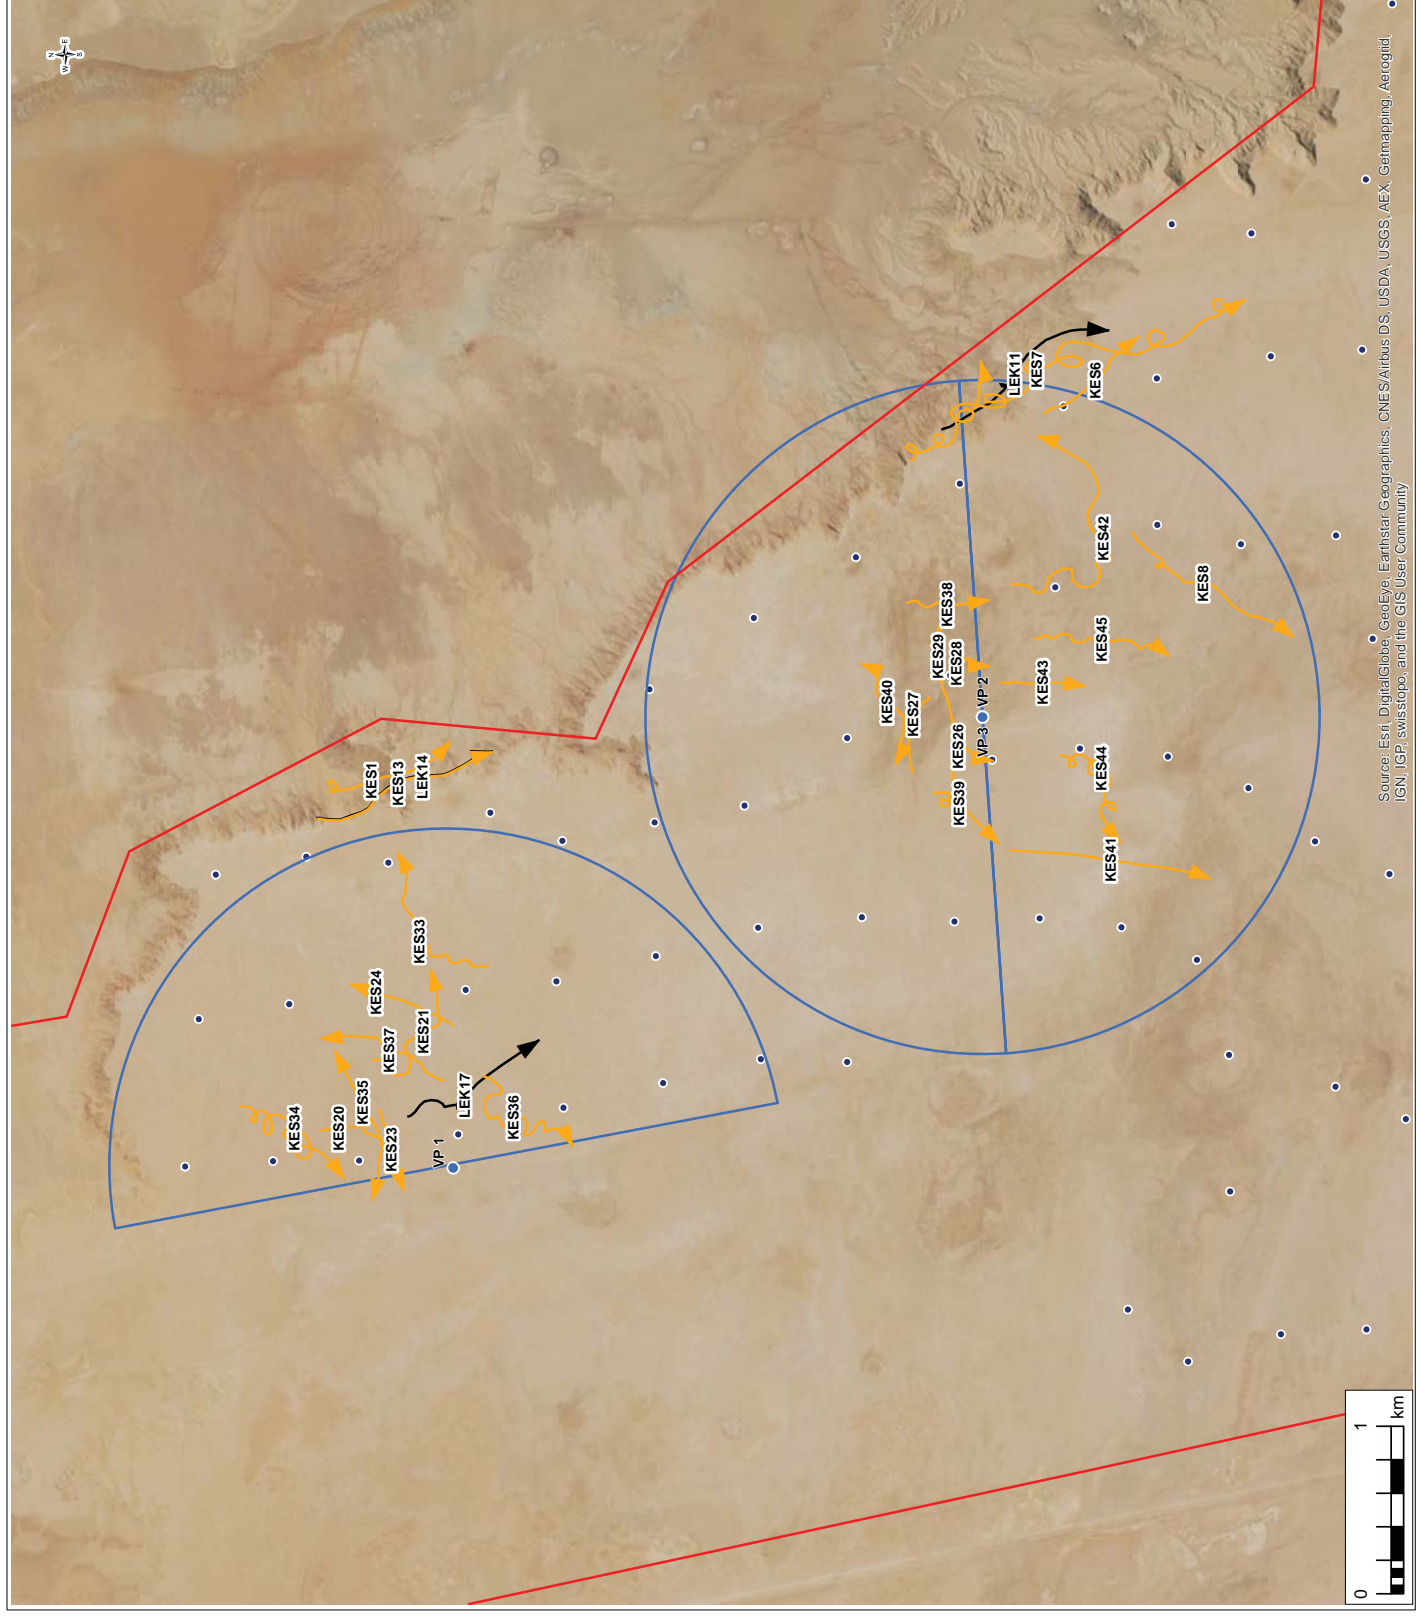 N
E
S
W
KES1
KES13
LEK14
KES33
KES24
KES37
KES21
KES35
KES34
KES20
KES23
LEK17
KES36
VP 1
LEK11
KES7
KES6
KES42
KES8
KES38
KES29
KES28
KES45
KES43
KES40
KES27
VP 2
VP 3
KES26
KES39
KES44
KES41
Source: Esri, DigitalGlobe, GeoEye, Earthstar Geographics, CNES/Airbus DS, USDA, USGS, AEX, Getmapping, Aerogrid,
IGN, IGP, swisstopo, and the GIS User Community
0 1
km